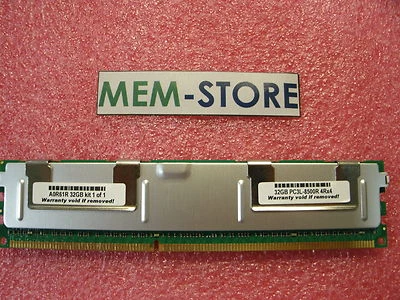 MEM-STORE
A0R61R 32GB kit 1 of 1
Warranty void if removed!
32GB PC3L-8500R 4Rx4
Warranty void if removed!